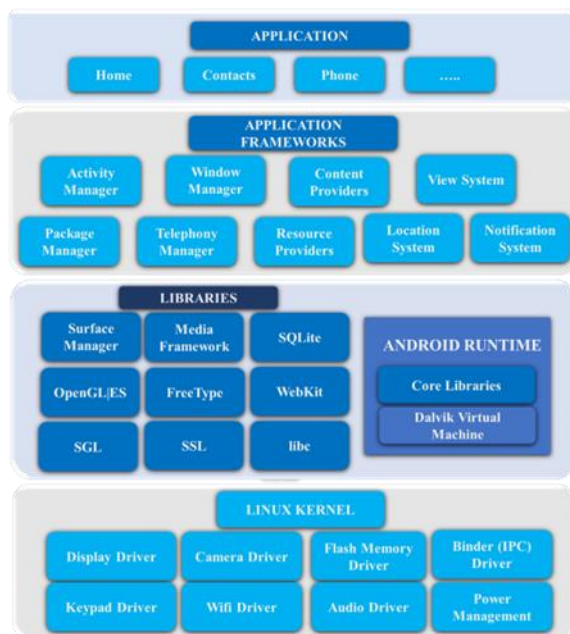 APPLICATION
Home
Contacts
Phone
.....
APPLICATION
FRAMEWORKS
Activity
Manager
Window
Manager
Content
Providers
View System
Package
Manager
Telephony
Manager
Resource
Providers
Location
System
Notification
System
LIBRARIES
Surface
Manager
Media
Framework
SQLite
OpenGL|ES
FreeType
WebKit
SGL
SSL
libc
ANDROID RUNTIME
Core Libraries
Dalvik Virtual
Machine
LINUX KERNEL
Display Driver
Camera Driver
Flash Memory
Driver
Binder (IPC)
Driver
Keypad Driver
Wifi Driver
Audio Driver
Power
Management